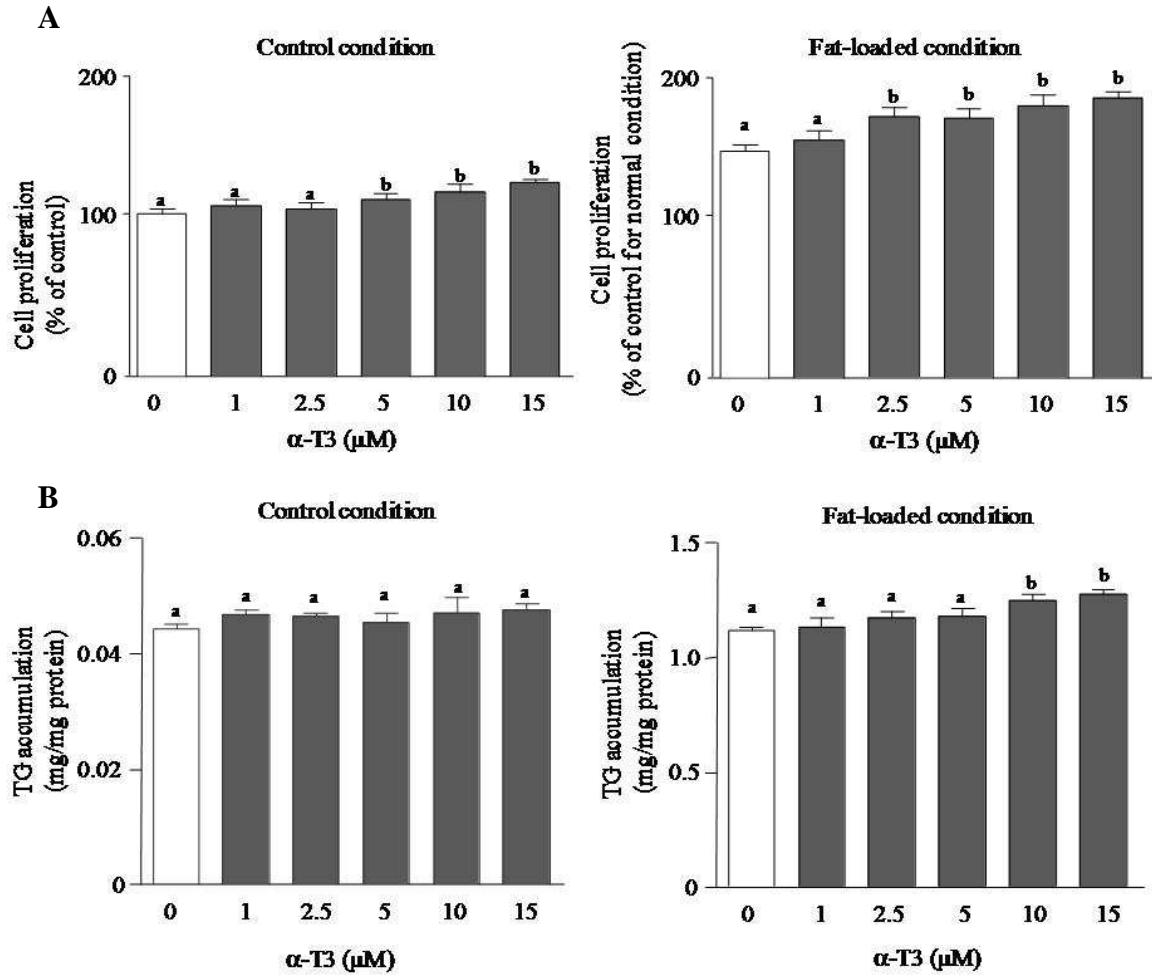 A
Control condition
Cell proliferation
(% of control)
200
100
0
a
a
a
b
b
b
0 1 2.5 5 10 15
α-T3 (μM)
Fat-loaded condition
Cell proliferation
(% of control for normal condition)
200
100
0
a
a
b
b
b
b
0 1 2.5 5 10 15
α-T3 (μM)
B
Control condition
TG accumulation
(mg/mg protein)
0.06
0.04
0.02
0
a
a
a
a
a
a
0 1 2.5 5 10 15
α-T3 (μM)
Fat-loaded condition
TG accumulation
(mg/mg protein)
1.5
1.0
0.5
0
a
a
a
a
b
b
0 1 2.5 5 10 15
α-T3 (μM)